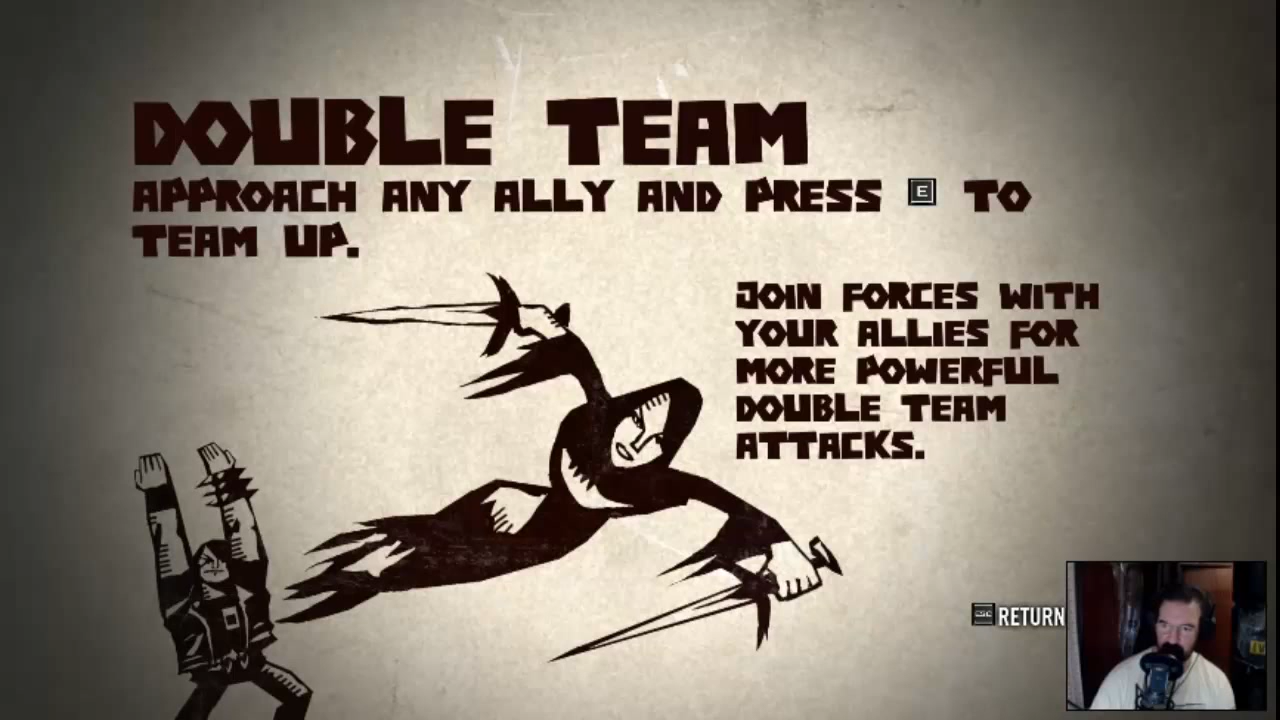 DOUBLE TEAM
APPROACH ANY ALLY AND PRESS E TO
TEAM UP.
JOIN FORCES WITH
YOUR ALLIES FOR
MORE POWERFUL
DOUBLE TEAM
ATTACKS.
ESC RETURN